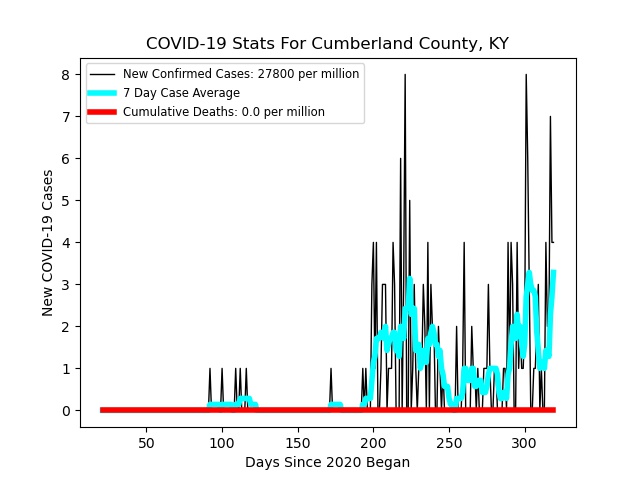 COVID-19 Stats For Cumberland County, KY
New Confirmed Cases: 27800 per million
7 Day Case Average
Cumulative Deaths: 0.0 per million
New COVID-19 Cases
8
7
6
5
4
3
2
1
0
50 100 150 200 250 300
Days Since 2020 Began